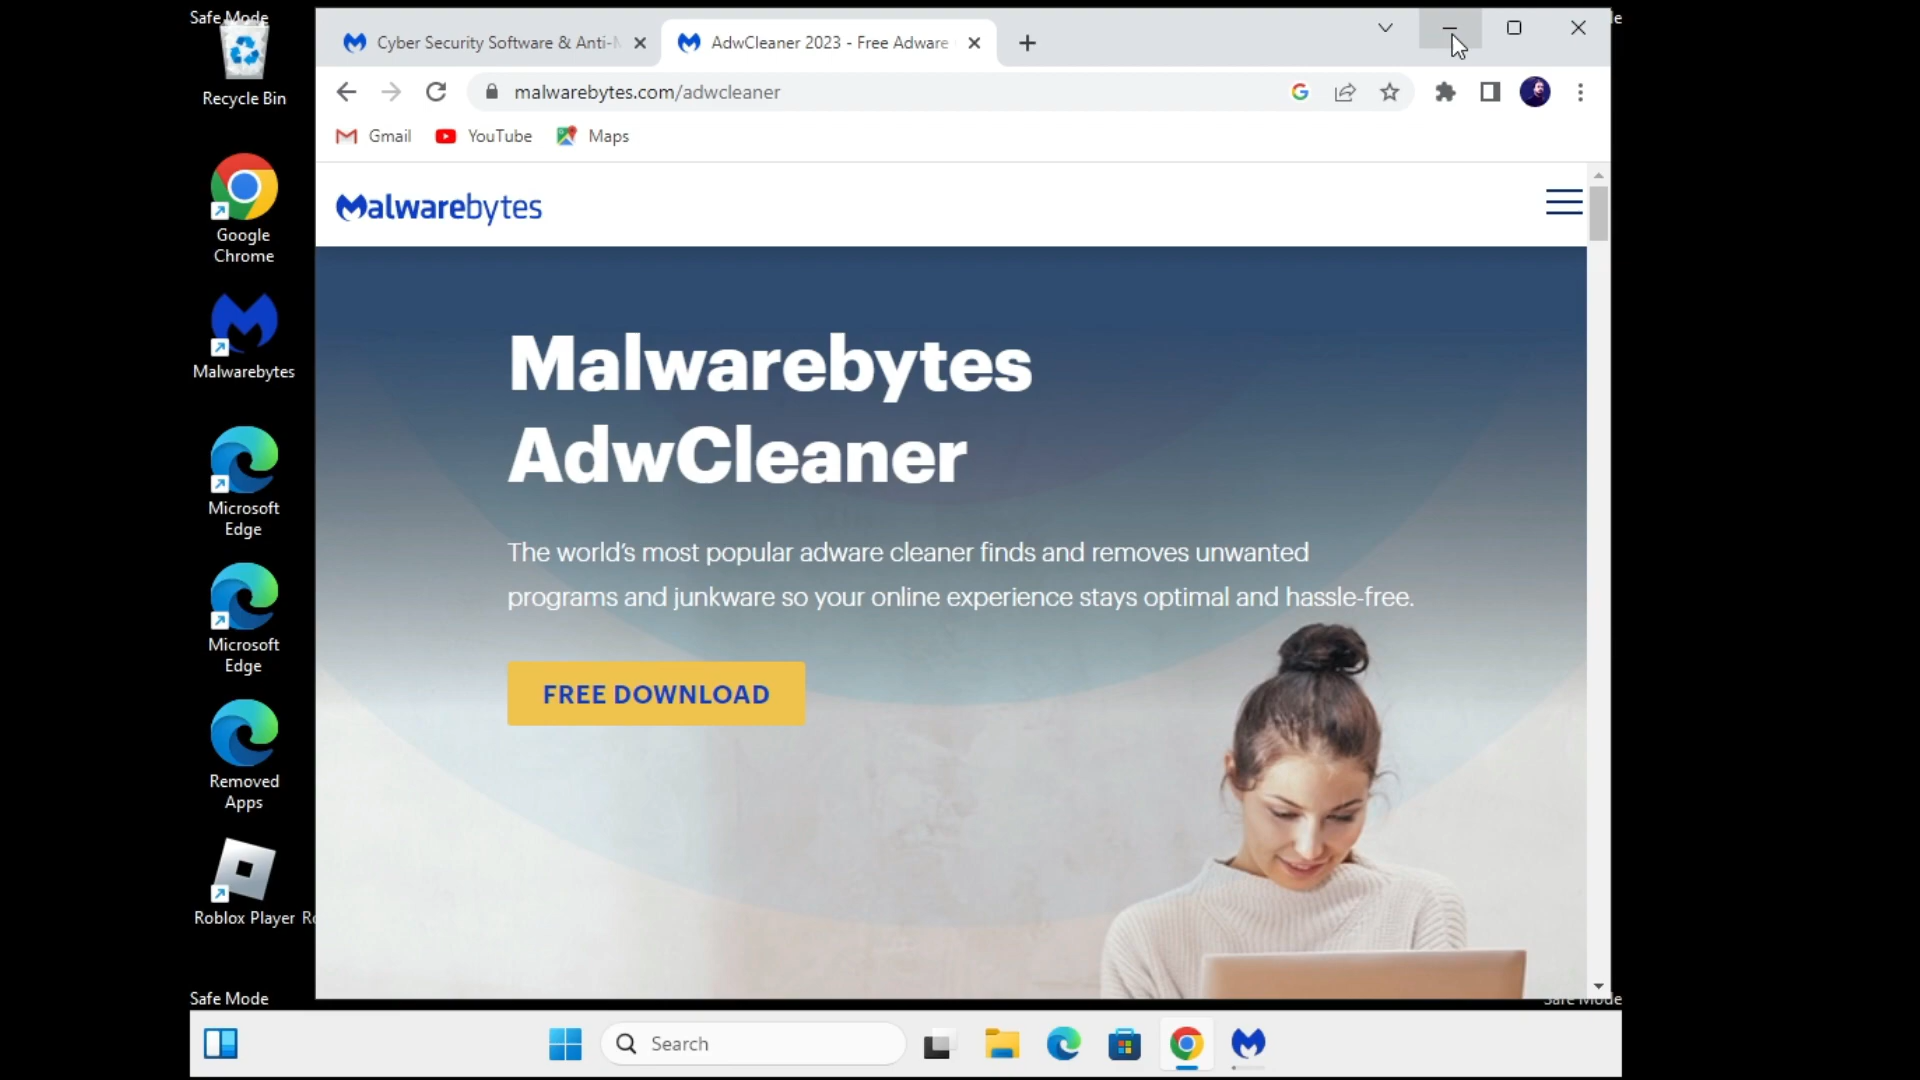 Safe Mode
Recycle Bin
Google
Chrome
Malwarebytes
Microsoft
Edge
Microsoft
Edge
Removed
Apps
Roblox Player
Safe Mode
Cyber Security Software & Anti-
AdwCleaner 2023 - Free Adware
malwarebytes.com/adwcleaner
Gmail
YouTube
Maps
Malwarebytes
Malwarebytes
AdwCleaner
The world's most popular adware cleaner finds and removes unwanted
programs and junkware so your online experience stays optimal and hassle-free.
FREE DOWNLOAD
Safe Mode
Search